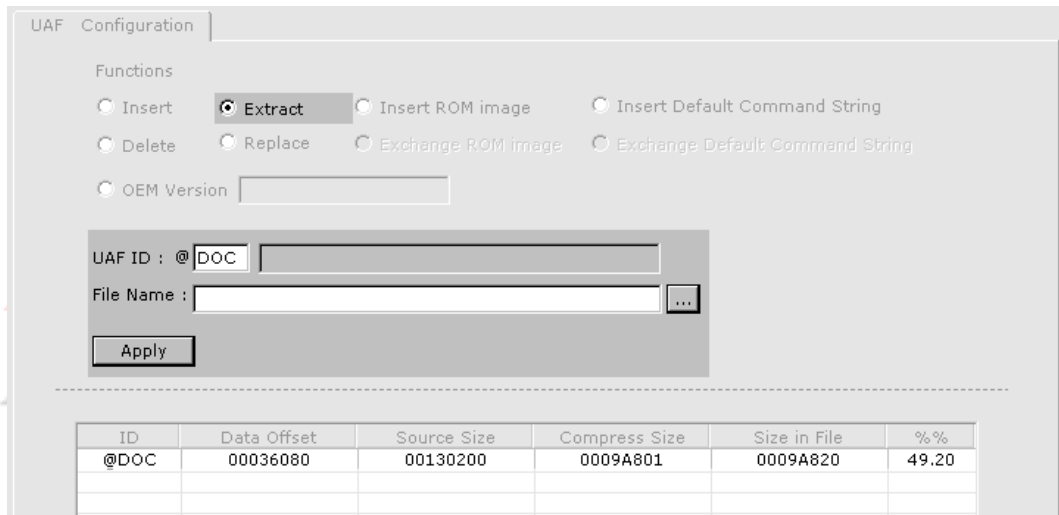 UAF Configuration
Functions
Insert Extract Insert ROM image Insert Default Command String
Delete Replace Exchange ROM image Exchange Default Command String
OEM Version
UAF ID : @ DOC
File Name : ...
Apply
ID Data Offset Source Size Compress Size Size in File %%
@DOC 00036080 00130200 0009A801 0009A820 49.20